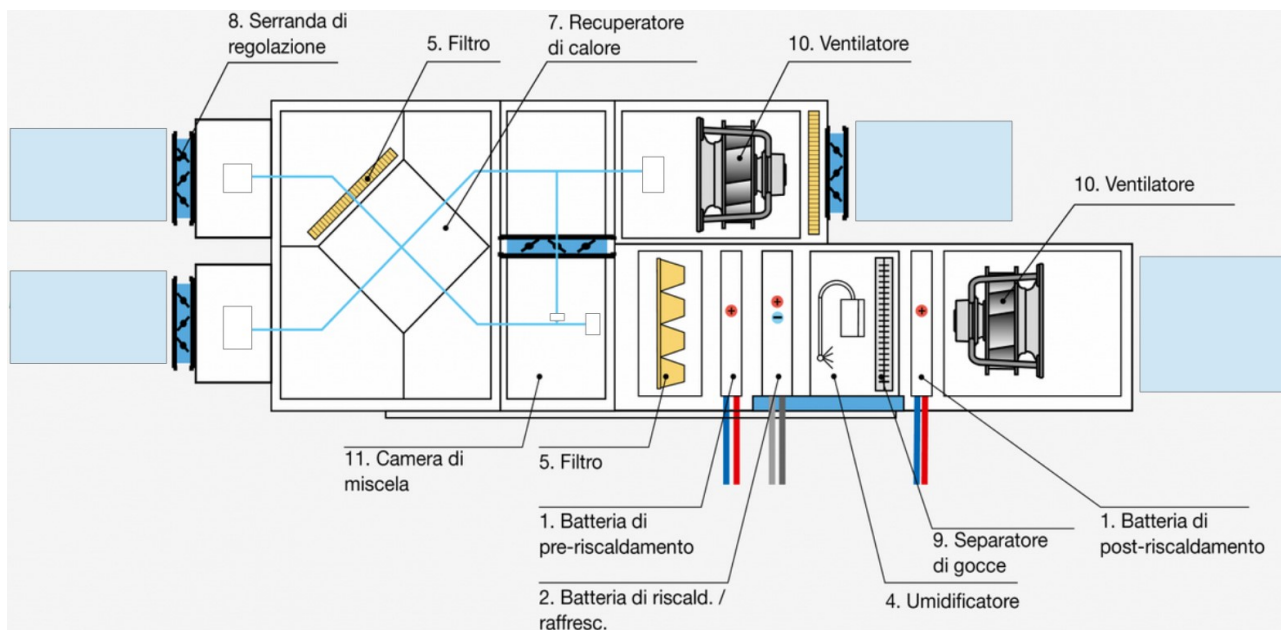 8. Serranda di
regolazione
5. Filtro
7. Recuperatore
di calore
10. Ventilatore
10. Ventilatore
11. Camera di
miscela
5. Filtro
1. Batteria di
pre-riscaldamento
2. Batteria di riscald. /
raffresc.
9. Separatore
di gocce
4. Umidificatore
1. Batteria di
post-riscaldamento